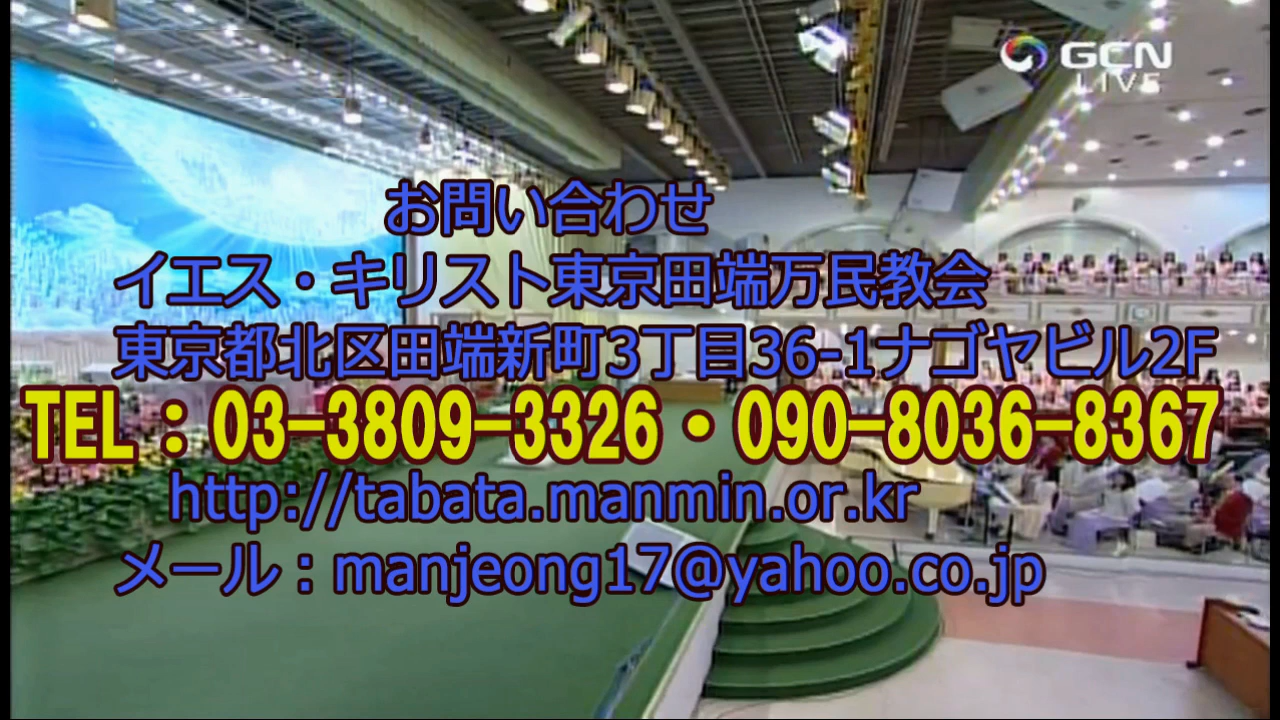 GCN
LIVE
お問い合わせ
イエス・キリスト東京田端万民教会
東京都北区田端新町3丁目36-1ナゴヤビル2F
TEL：03-3809-3326・090-8036-8367
http://tabata.manmin.or.kr
メール：manjeong17@yahoo.co.jp